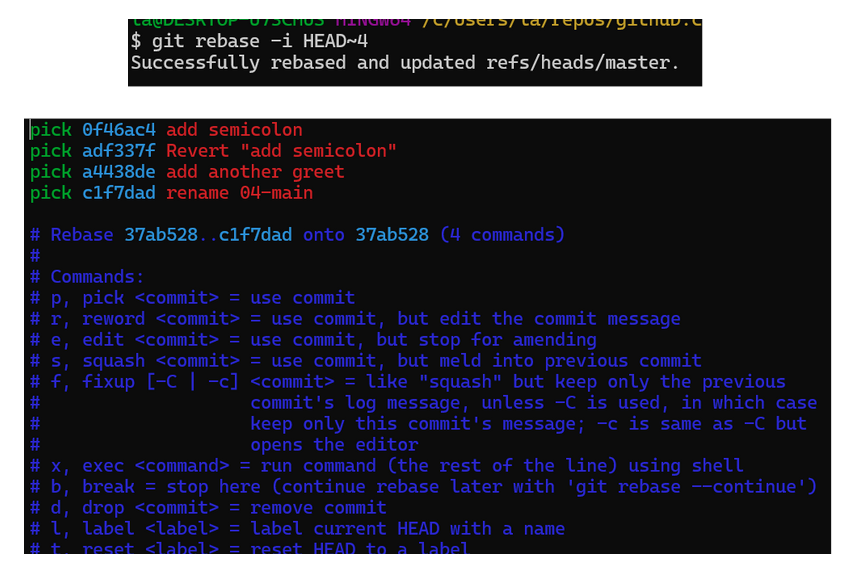 $ git rebase -i HEAD~4
Successfully rebased and updated refs/heads/master.
pick 0f46ac4 add semicolon
pick adf337f Revert "add semicolon"
pick a4438de add another greet
pick c1f7dad rename 04-main
# Rebase 37ab528..c1f7dad onto 37ab528 (4 commands)
#
# Commands:
# p, pick <commit> = use commit
# r, reword <commit> = use commit, but edit the commit message
# e, edit <commit> = use commit, but stop for amending
# s, squash <commit> = use commit, but meld into previous commit
# f, fixup [-C | -c] <commit> = like "squash" but keep only the previous
# commit's log message, unless -C is used, in which case
# keep only this commit's message; -c is same as -C but
# opens the editor
# x, exec <command> = run command (the rest of the line) using shell
# b, break = stop here (continue rebase later with 'git rebase --continue')
# d, drop <commit> = remove commit
# l, label <label> = label current HEAD with a name
# t, reset <label> = reset HEAD to a label